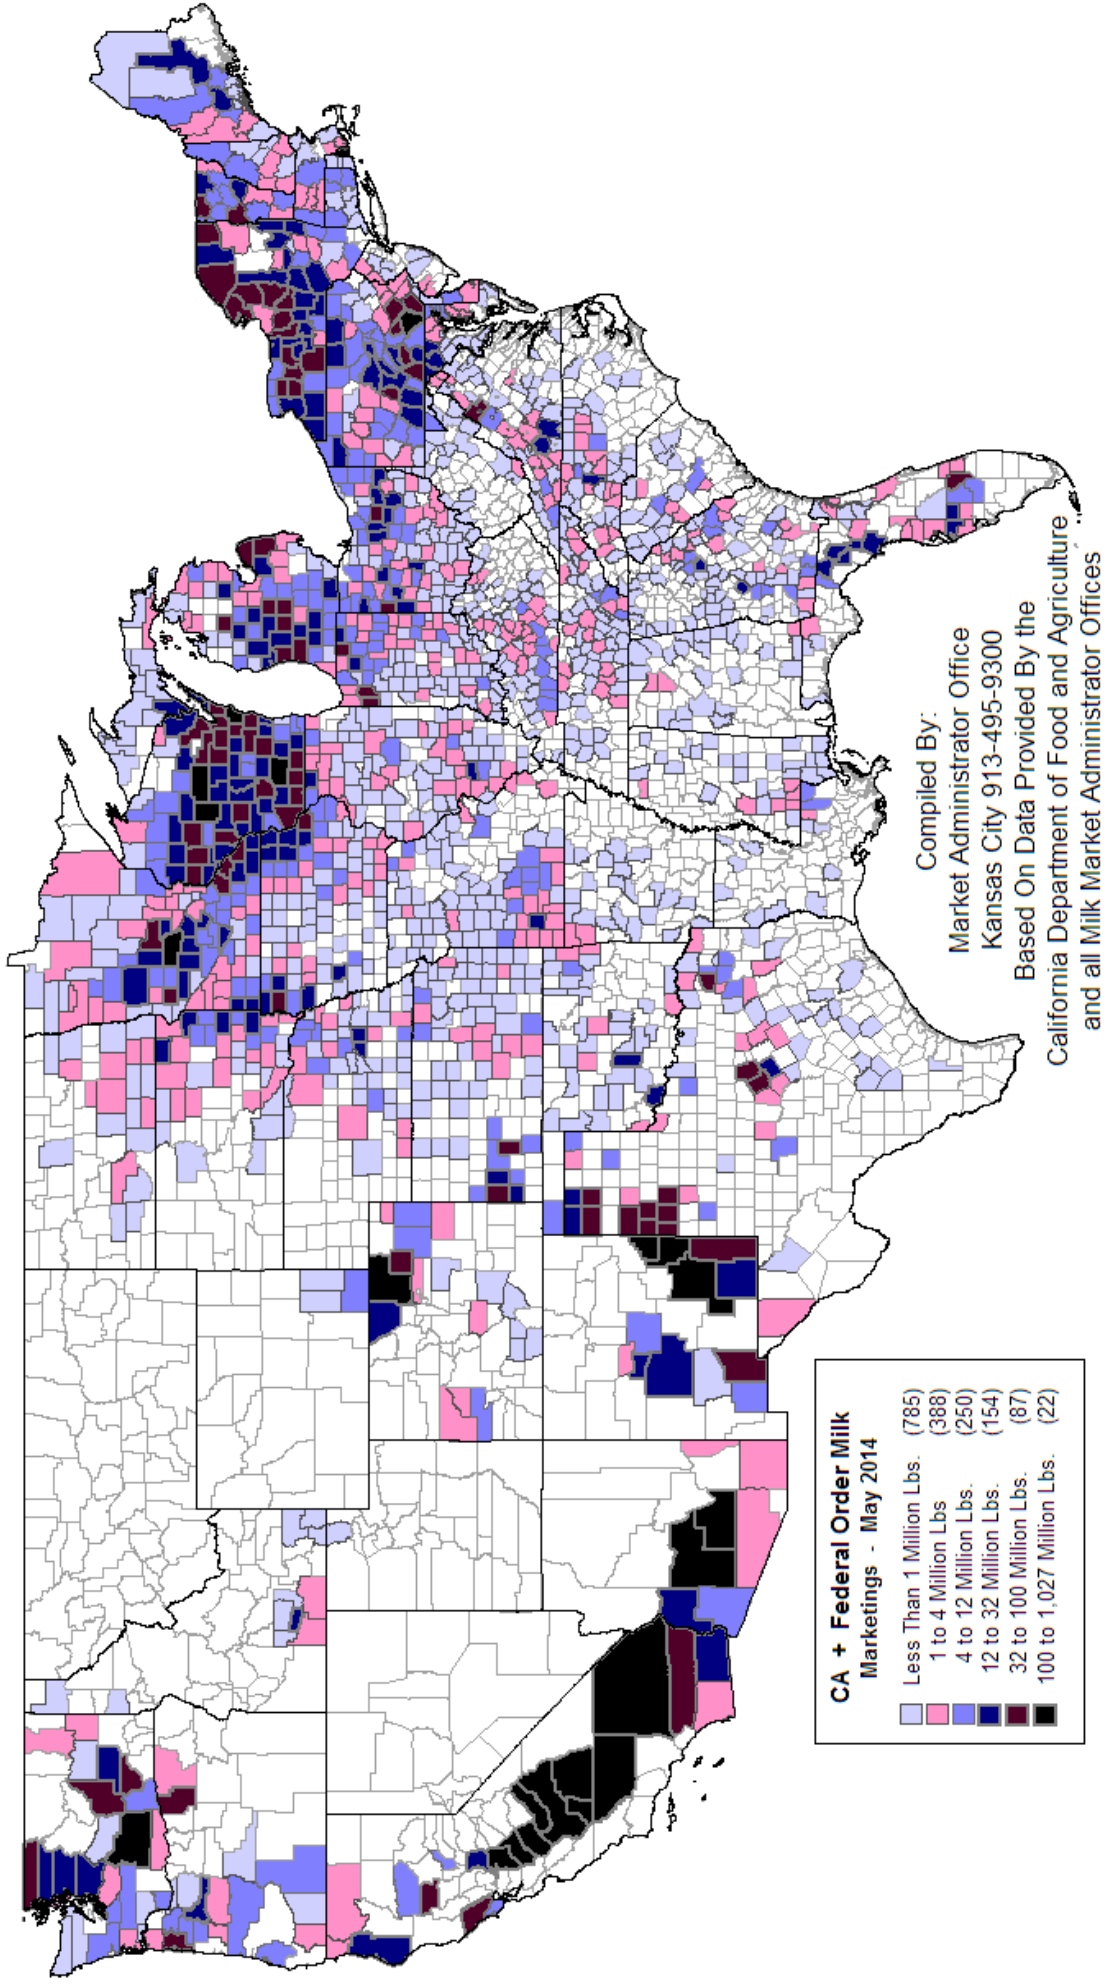 Compiled By:
Market Administrator Office
Kansas City 913-495-9300
Based On Data Provided By the
California Department of Food and Agriculture
and all Milk Market Administrator Offices
CA + Federal Order Milk
Marketings - May 2014
Less Than 1 Million Lbs. (785)
1 to 4 Million Lbs (388)
4 to 12 Million Lbs. (250)
12 to 32 Million Lbs. (154)
32 to 100 Million Lbs. (87)
100 to 1,027 Million Lbs. (22)